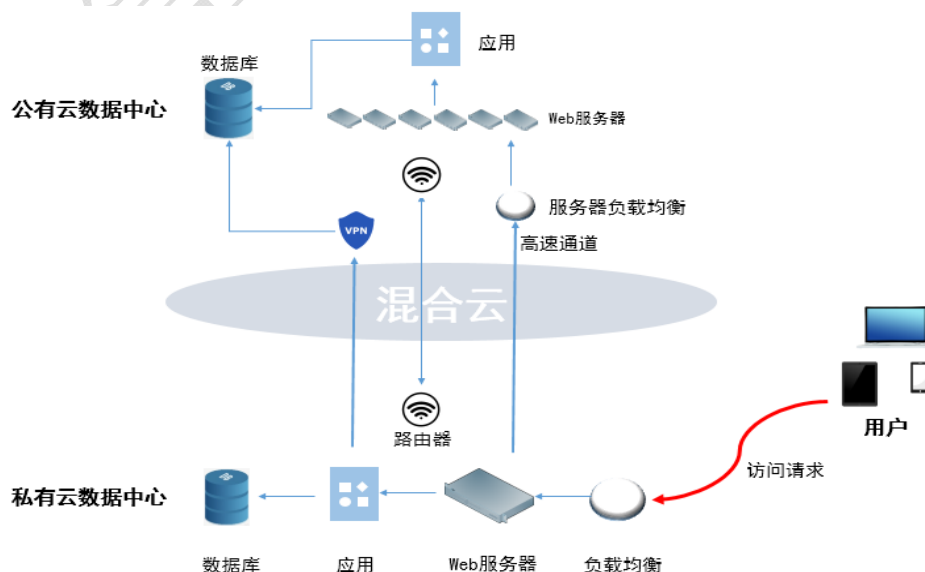 应用
数据库
公有云数据中心
Web服务器
服务器负载均衡
VPN
高速通道
混合云
路由器
用户
访问请求
私有云数据中心
数据库
应用
Web服务器
负载均衡